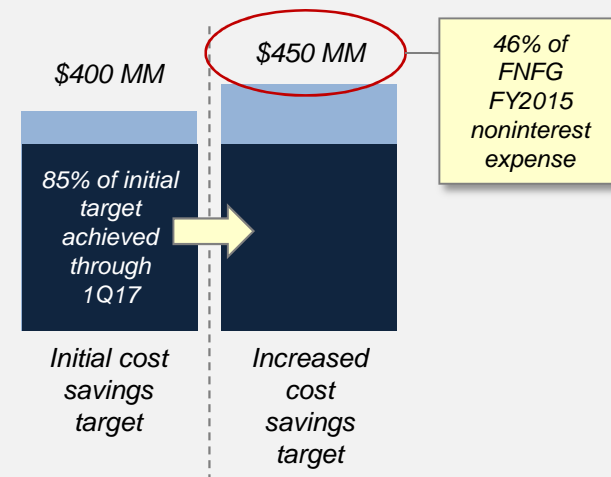 $400 MM
85% of initial
target
achieved
through
1Q17
Initial cost
savings
target
$450 MM
46% of
FNFG
FY2015
noninterest
expense
Increased
cost
savings
target